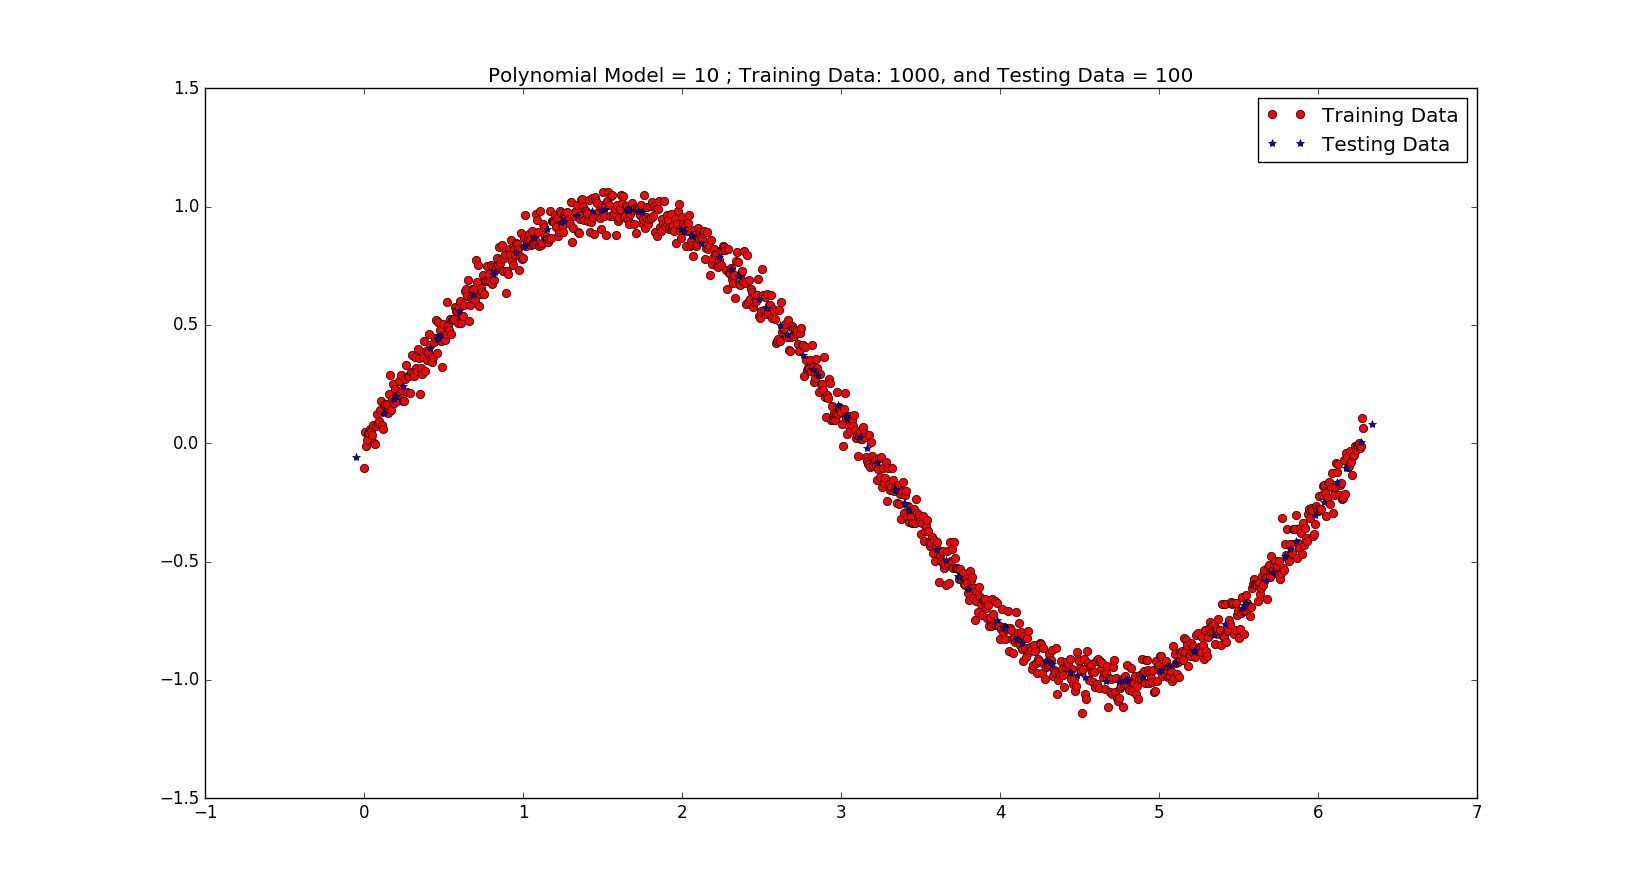 Polynomial Model = 10 ; Training Data: 1000, and Testing Data = 100
1.5
Training Data
Testing Data
1.0
0.5
0.0
−0.5
−1.0
−1.5
−1 0 1 2 3 4 5 6 7